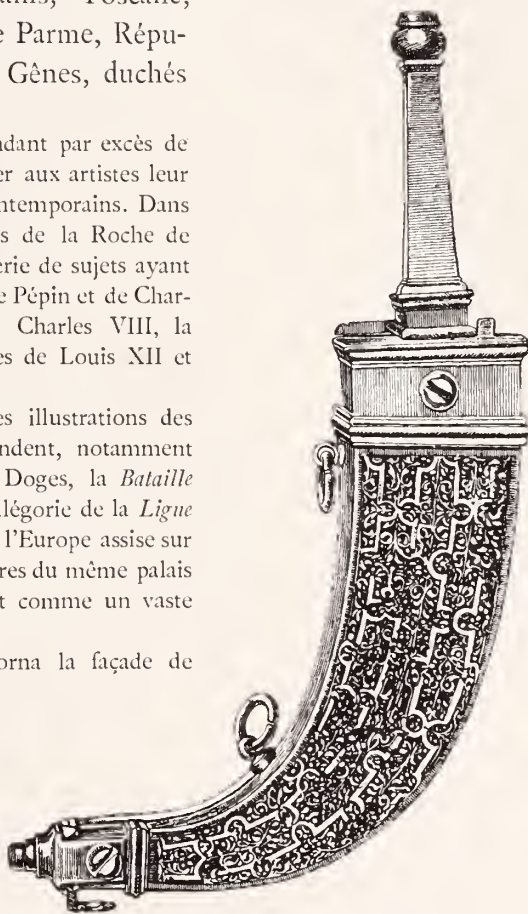 Toscane,
e Parme, Répu-
Gênes, duchés
ndant par excès de
er aux artistes leur
ntemporains. Dans
s de la Roche de
erie de sujets ayant
e Pépin et de Char-
Charles VIII, la
es de Louis XII et
es illustrations des
ndent, notamment
Doges, la Bataille
légorie de la Ligue
l'Europe assise sur
res du même palais
t comme un vaste
orna la façade de